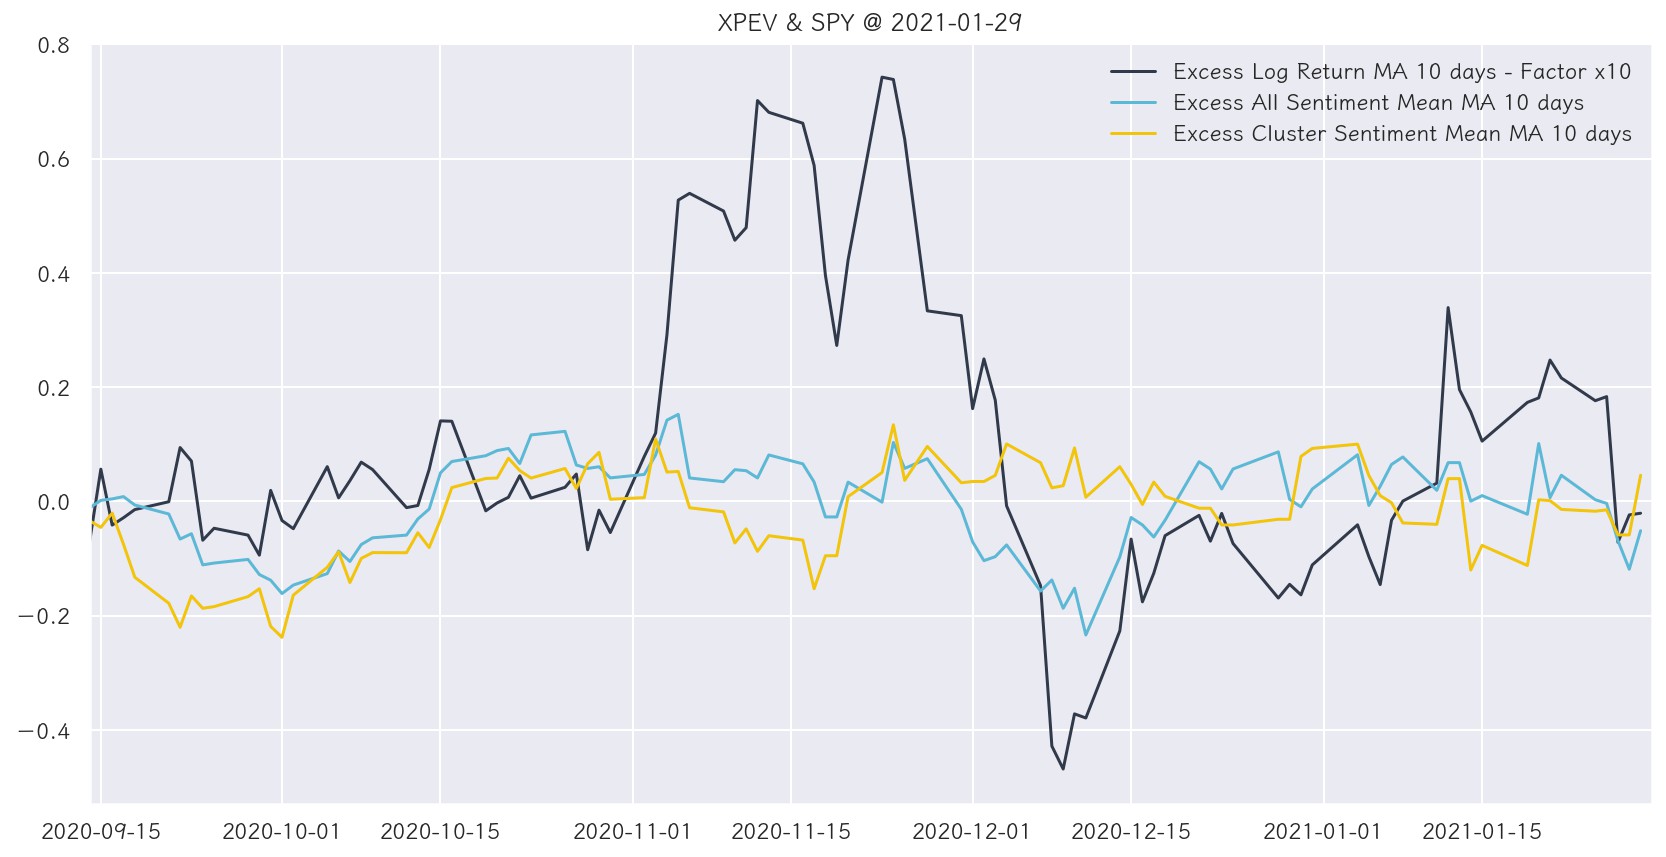 XPEV & SPY @ 2021-01-29
Excess Log Return MA 10 days - Factor x10
Excess All Sentiment Mean MA 10 days
Excess Cluster Sentiment Mean MA 10 days
0.8
0.6
0.4
0.2
0.0
−0.2
−0.4
2020-09-15 2020-10-01 2020-10-15 2020-11-01 2020-11-15 2020-12-01 2020-12-15 2021-01-01 2021-01-15